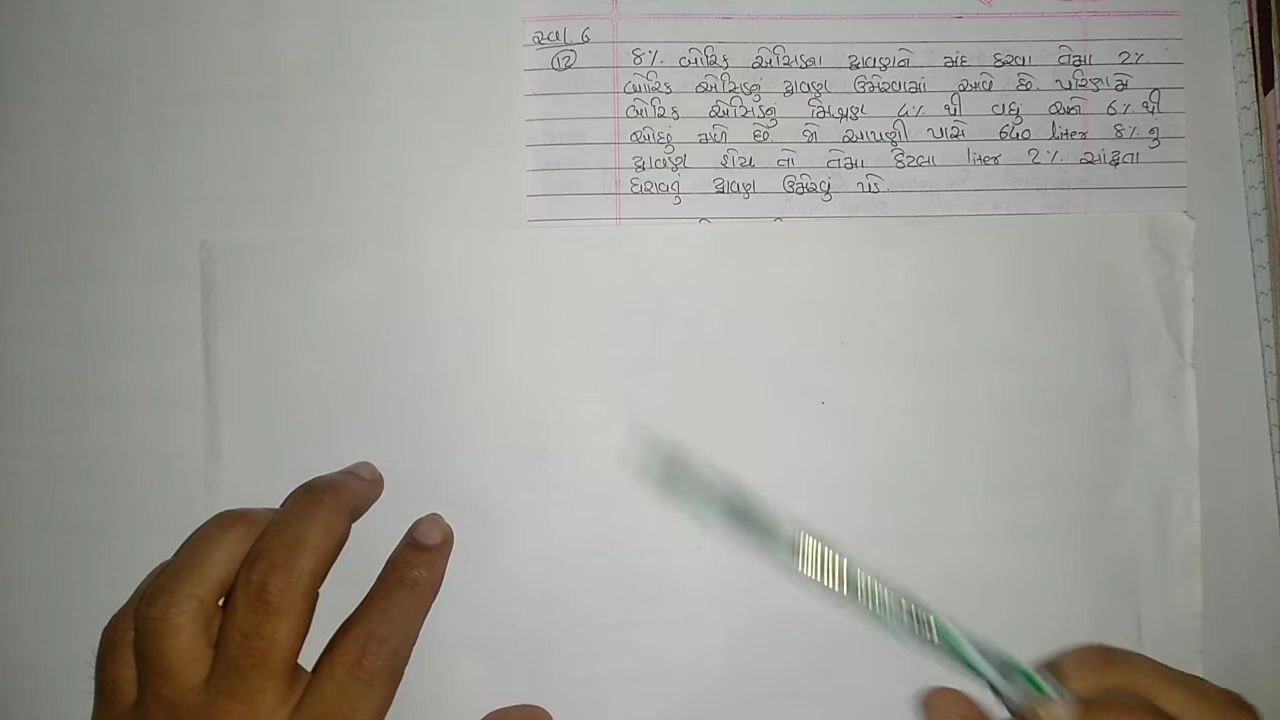 સ્વા. 6
(12) 8% બોરિક એસિડના દ્રાવણને મંદ કરવા તેમા 2%
બોરિક એસિડનું દ્રાવણ ઉમેરવામાં આવે છે. પરિણામે
બોરિક એસિડનું મિશ્રણ 4% થી વધું અને 6% થી
ઓછું મળે છે. જો આપણી પાસે 640 liter 8% નુ
દ્રાવણ હોય તો તેમા કેટલા liter 2% સાંદ્રતા
ધરાવતું દ્રાવણ ઉમેરવું પડે.